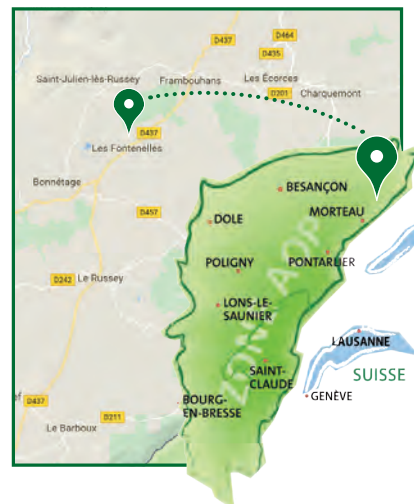 D437
D464
D435
Saint-Julien-lès-Russey
Frambouhans
Les Écorces
D201
Charquemont
D437
Les Fontenelles
Bonnétage
BESANÇON
DOLE
MORTEAU
D457
POLIGNY
PONTARLIER
D242
Le Russey
LONS-LE-
SAUNIER
ZONE AOP
LAUSANNE
SAINT-
CLAUDE
SUISSE
D437
BOURG-
EN-BRESSE
GENÈVE
D211
Le Barboux